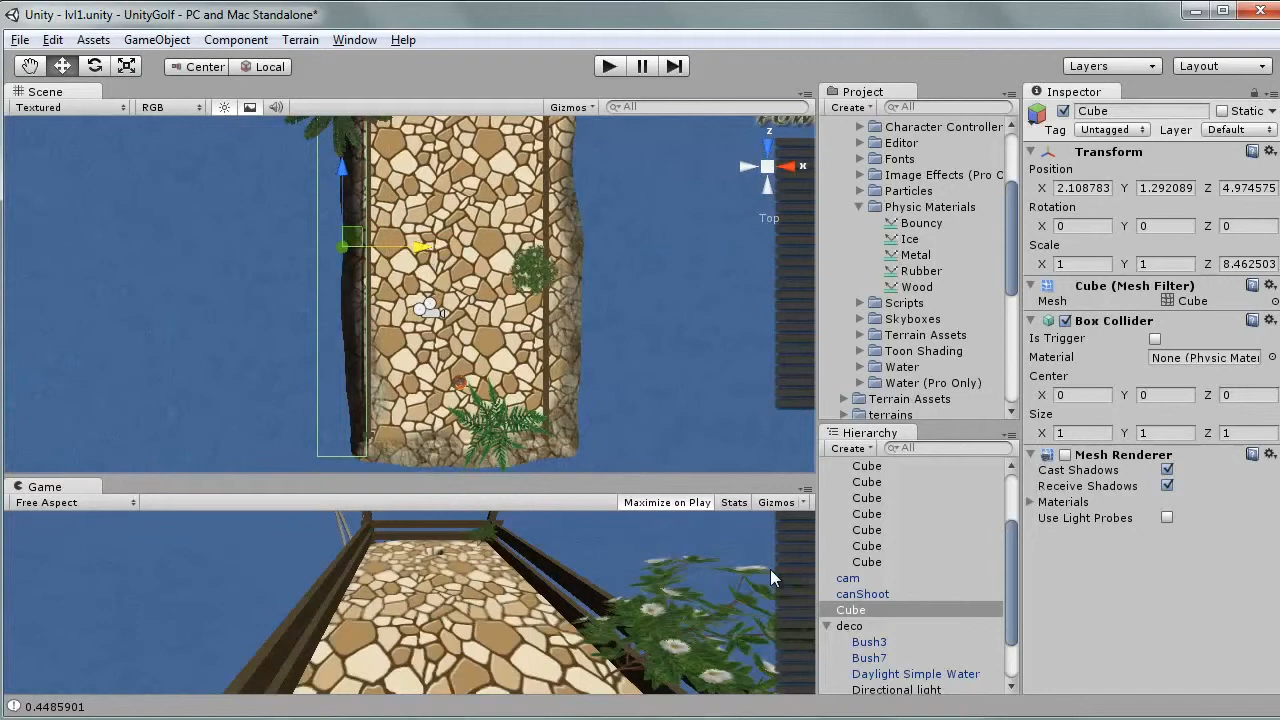 Unity - lvl1.unity - UnityGolf - PC and Mac Standalone*
File Edit Assets GameObject Component Terrain Window Help
Center Local Layers Layout
Scene
Textured RGB Gizmos All
z
x
Top
Game
Free Aspect Maximize on Play Stats Gizmos
Project
Create All
Character Controller
Editor
Fonts
Image Effects (Pro C
Particles
Physic Materials
Bouncy
Ice
Metal
Rubber
Wood
Scripts
Skyboxes
Terrain Assets
Toon Shading
Water
Water (Pro Only)
Terrain Assets
terrains
Hierarchy
Create All
Cube
Cube
Cube
Cube
Cube
Cube
Cube
cam
canShoot
Cube
deco
Bush3
Bush7
Daylight Simple Water
Directional light
Inspector
Cube Static
Tag Untagged Layer Default
Transform
Position
X 2.108783 Y 1.292089 Z 4.974575
Rotation
X 0 Y 0 Z 0
Scale
X 1 Y 1 Z 8.462503
Cube (Mesh Filter)
Mesh Cube
Box Collider
Is Trigger
Material None (Physic Mater
Center
X 0 Y 0 Z 0
Size
X 1 Y 1 Z 1
Mesh Renderer
Cast Shadows
Receive Shadows
Materials
Use Light Probes
0.4485901